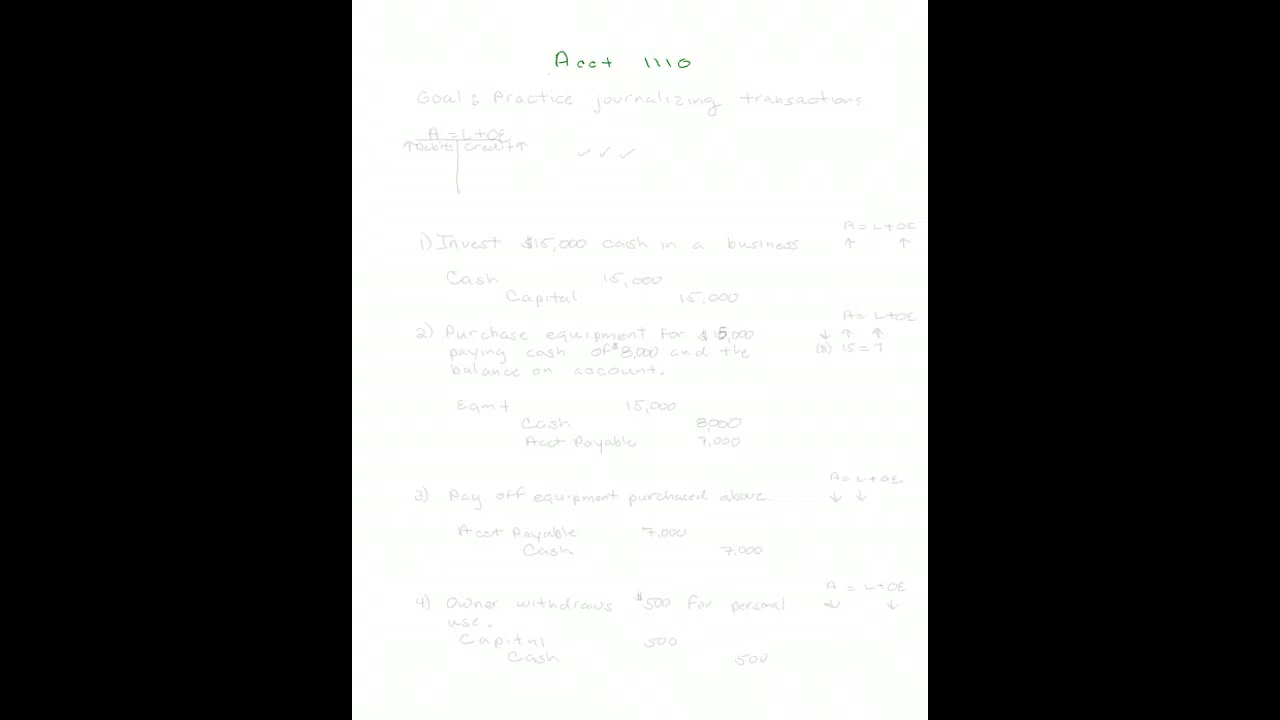 Acct 1110
Goal: Practice journalizing transactions
A = L + OE
↑ Debits Credit ↑
✓ ✓ ✓
A = L + OE
↑ ↑
1) Invest $15,000 cash in a business
Cash 15,000
Capital 15,000
A = L + OE
2) Purchase equipment for $15,000 ↓ ↑ ↑
paying cash of $8,000 and the (8) 15 = 7
balance on account.
Eqmt 15,000
Cash 8,000
Acct Payable 7,000
A = L + OE
3) Pay off equipment purchased above ↓ ↓
Acct Payable 7,000
Cash 7,000
A = L + OE
4) Owner withdraws $500 for personal ↓ ↓
use.
Capital 500
Cash 500